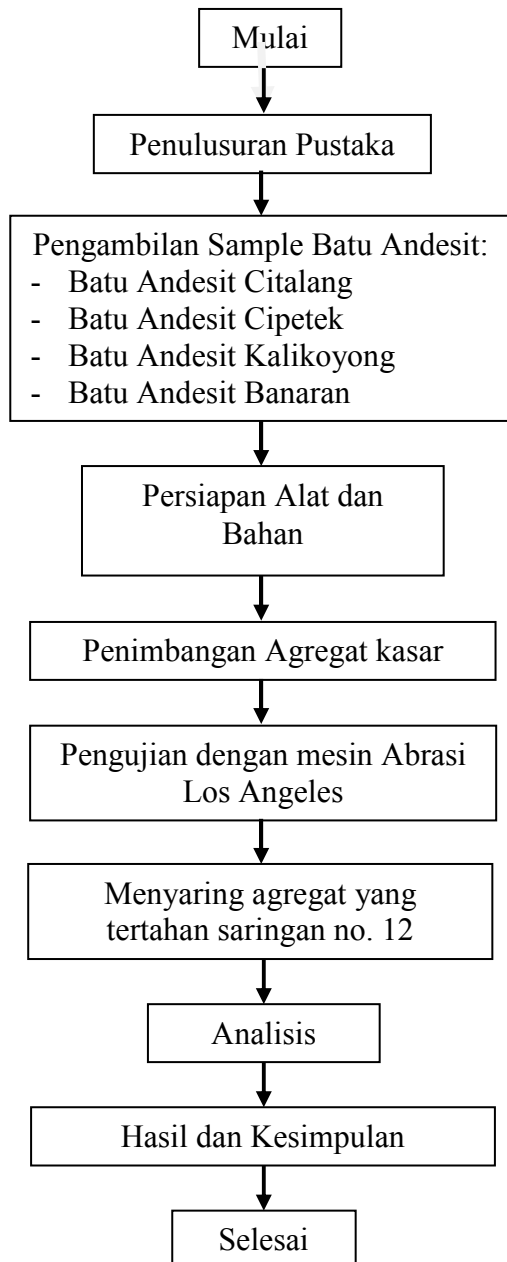 Mulai
Penulusuran Pustaka
Pengambilan Sample Batu Andesit:
- Batu Andesit Citalang
- Batu Andesit Cipetek
- Batu Andesit Kalikoyong
- Batu Andesit Banaran
Persiapan Alat dan
Bahan
Penimbangan Agregat kasar
Pengujian dengan mesin Abrasi
Los Angeles
Menyaring agregat yang
tertahan saringan no. 12
Analisis
Hasil dan Kesimpulan
Selesai